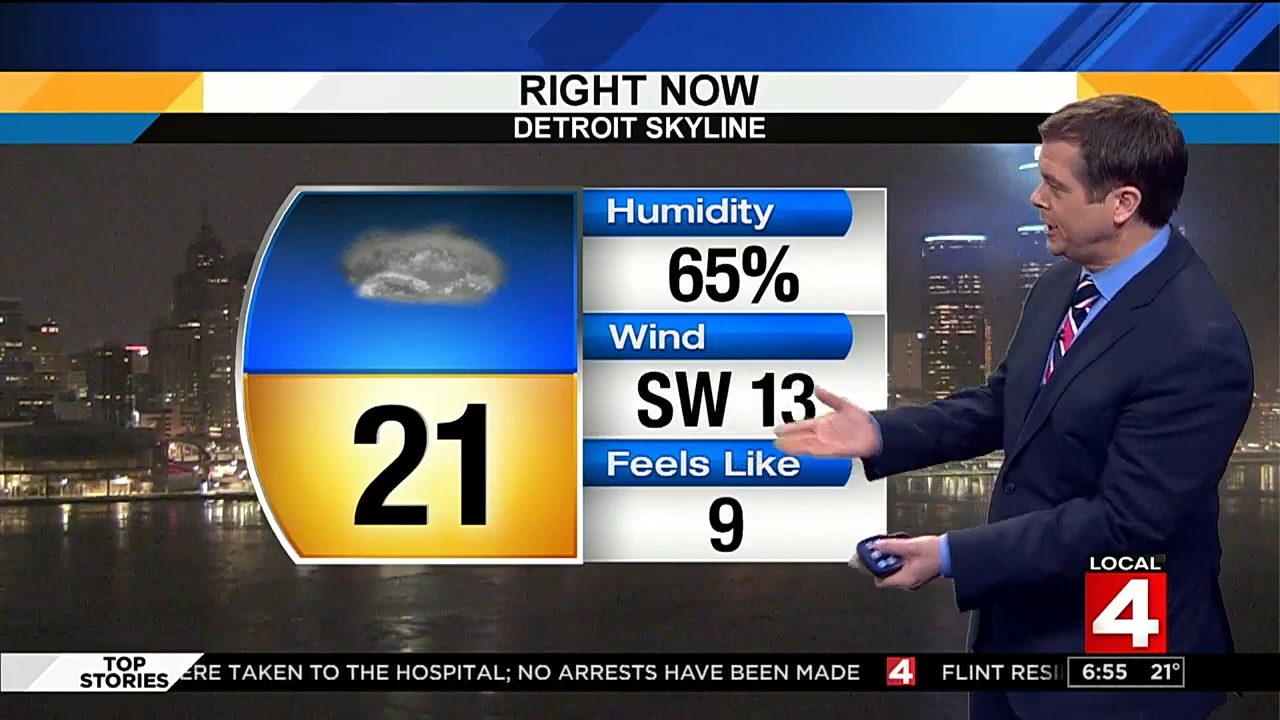 RIGHT NOW
DETROIT SKYLINE
Humidity
65%
Wind
SW 13
Feels Like
9
21
LOCAL
4
TOP
STORIES
ERE TAKEN TO THE HOSPITAL; NO ARRESTS HAVE BEEN MADE 4 FLINT RESI
6:55 21°